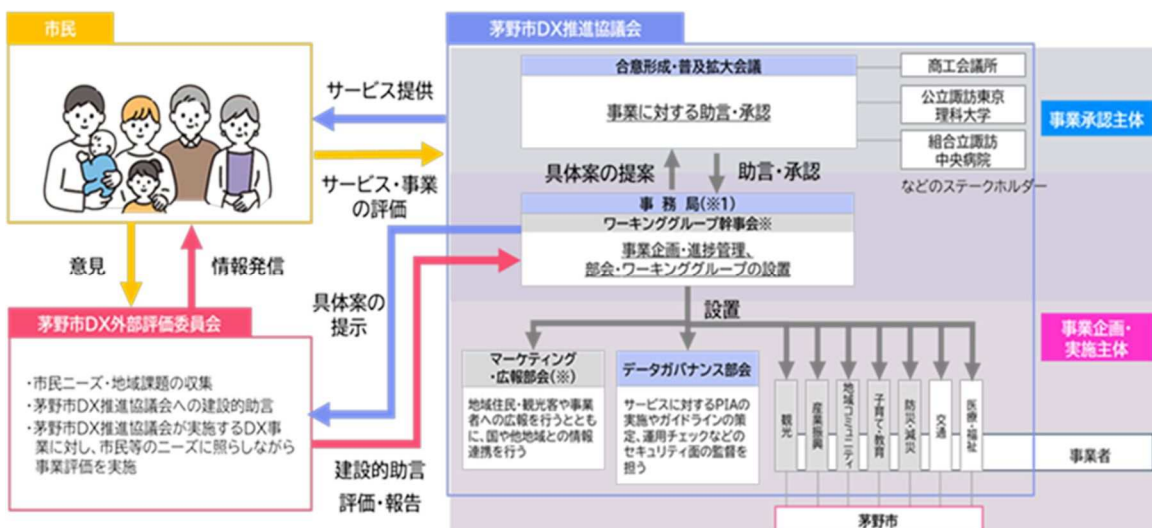 市民
茅野市DX推進協議会
サービス提供
サービス・事業
の評価
意見
情報発信
茅野市DX外部評価委員会
・市民ニーズ・地域課題の収集
・茅野市DX推進協議会への建設的助言
・茅野市DX推進協議会が実施するDX事
業に対し、市民等のニーズに照らしながら
事業評価を実施
具体案の
提示
建設的助言
評価・報告
合意形成・普及拡大会議
事業に対する助言・承認
商工会議所
公立諏訪東京
理科大学
組合立諏訪
中央病院
などのステークホルダー
事業承認主体
具体案の提案
助言・承認
事務局(※1)
ワーキンググループ幹事会※
事業企画・進捗管理、
部会・ワーキンググループの設置
設置
事業企画・
実施主体
マーケティング
・広報部会(※)
地域住民・観光客や事業
者への広報を行うとともに、
国や他地域との情報
連携を行う
データガバナンス部会
サービスに対するPIAの
実施やガイドラインの策
定、運用チェックなどの
セキュリティ面の監督を
担う
観光
産業振興
地域コミュニティ
子育て・教育
防災・減災
交通
医療・福祉
事業者
茅野市